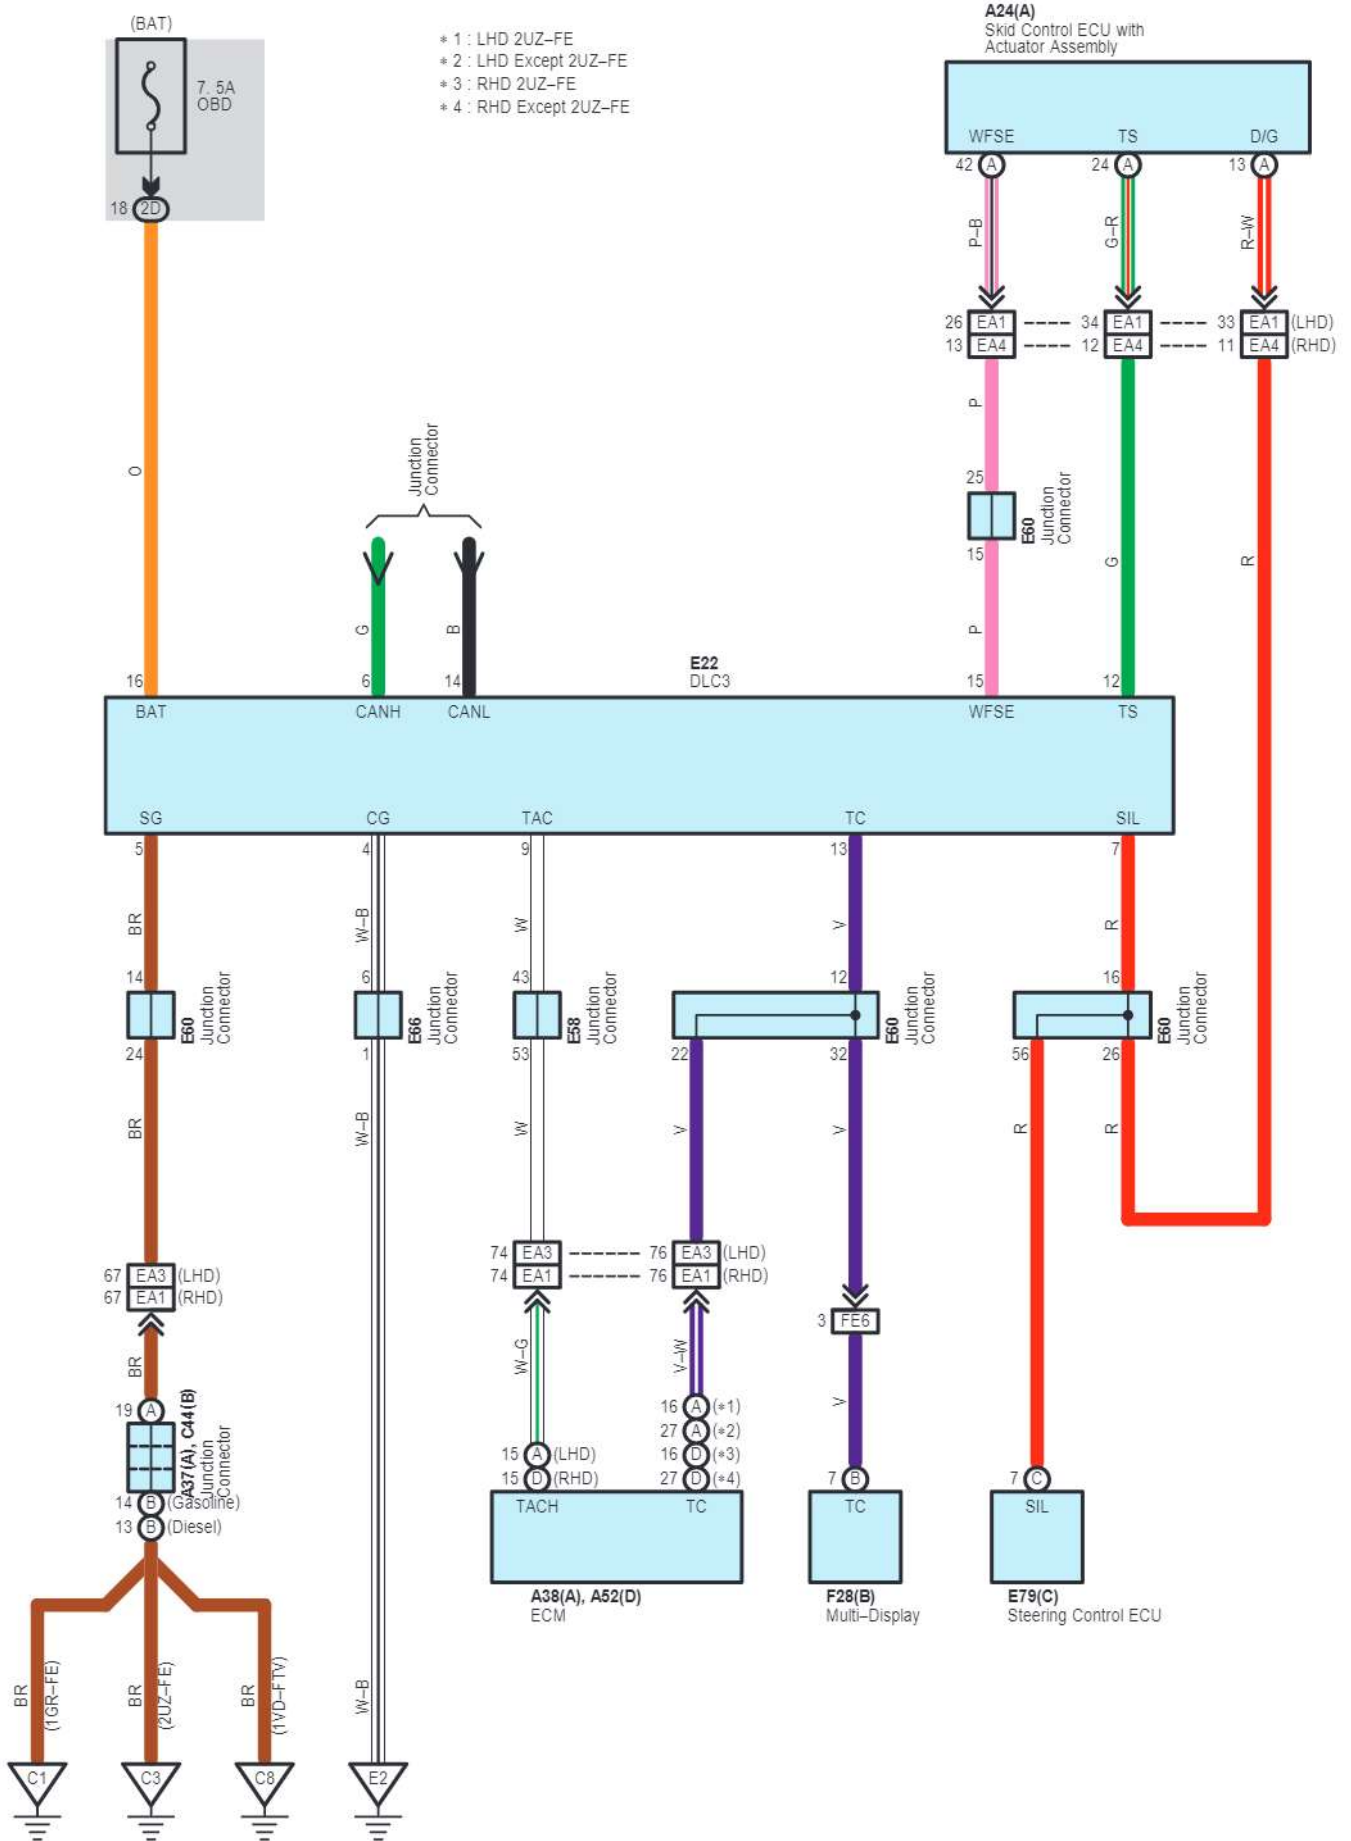 (BAT)
7. 5A
OBD
18 2D
O
16
∗ 1 : LHD 2UZ–FE
∗ 2 : LHD Except 2UZ–FE
∗ 3 : RHD 2UZ–FE
∗ 4 : RHD Except 2UZ–FE
A24(A)
Skid Control ECU with
Actuator Assembly
WFSE TS D/G
42 A 24 A 13 A
P–B G–R R–W
26 EA1 34 EA1 33 EA1 (LHD)
13 EA4 12 EA4 11 EA4 (RHD)
P
25
E60
Junction
Connector
15
P G R
15 12
Junction
Connector
G B
6 14
E22
DLC3
BAT CANH CANL WFSE TS
SG CG TAC TC SIL
5 4 9 13 7
BR W–B W V R
14 6 43 12 16
E60
Junction
Connector
E66
Junction
Connector
E58
Junction
Connector
E60
Junction
Connector
E60
Junction
Connector
24 1 53 22 32 56 26
BR W–B W V V R R
74 EA3 76 EA3 (LHD)
74 EA1 76 EA1 (RHD)
67 EA3 (LHD)
67 EA1 (RHD)
3 FE6
BR W–G V–W V
19 A
A37(A), C44(B)
Junction
Connector
14 B (Gasoline)
13 B (Diesel)
16 A (∗1)
27 A (∗2)
16 D (∗3)
27 D (∗4)
15 A (LHD)
15 D (RHD)
7 B 7 C
TACH TC TC SIL
A38(A), A52(D)
ECM
F28(B)
Multi–Display
E79(C)
Steering Control ECU
BR
(1GR–FE)
BR
(2UZ–FE)
BR
(1VD–FTV)
W–B
C1 C3 C8 E2